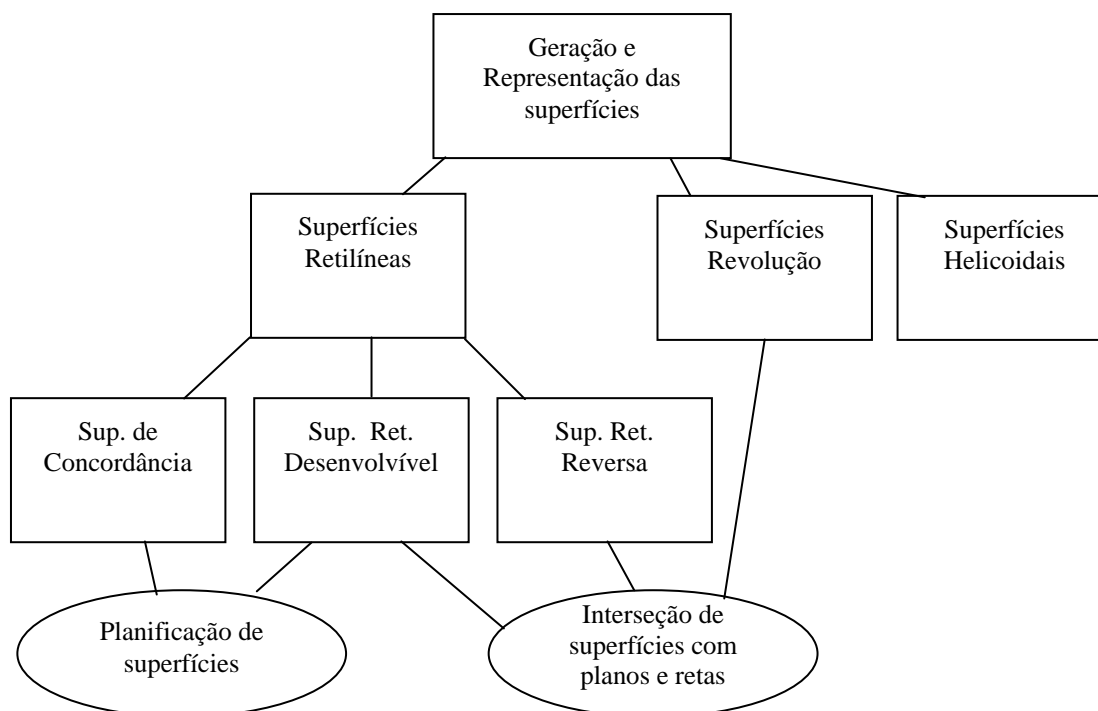 Geração e
Representação das
superfícies
Superfícies
Retilíneas
Superfícies
Revolução
Superfícies
Helicoidais
Sup. de
Concordância
Sup. Ret.
Desenvolvível
Sup. Ret.
Reversa
Planificação de
superfícies
Interseção de
superfícies com
planos e retas